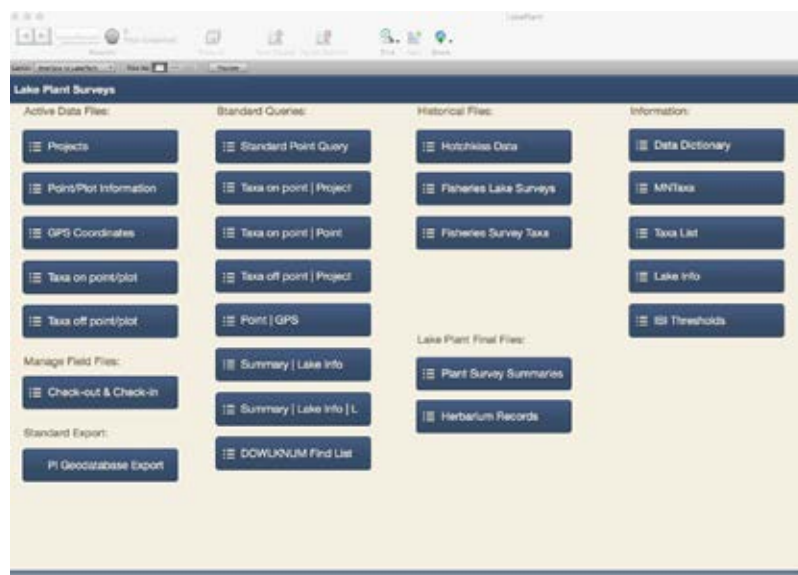 LakePlant
Lake Plant Surveys
Active Data Files:
Projects
Point/Plot Information
GPS Coordinates
Taxa on point/plot
Taxa off point/plot
Manage Field Files:
Check-out & Check-in
Standard Export:
PI Geodatabase Export
Standard Queries:
Standard Point Query
Taxa on point | Project
Taxa on point | Point
Taxa off point | Project
Point | GPS
Summary | Lake Info
Summary | Lake Info | L
DOWLKNUM Find List
Historical Files:
Hotchkiss Data
Fisheries Lake Surveys
Fisheries Survey Taxa
Lake Plant Final Files:
Plant Survey Summaries
Herbarium Records
Information:
Data Dictionary
MNTaxa
Taxa List
Lake Info
IBI Thresholds